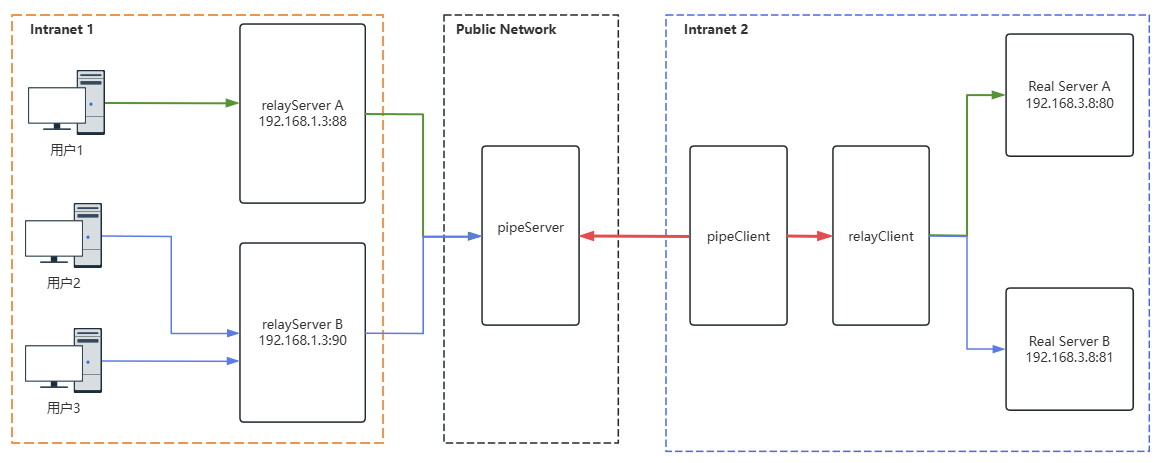 Intranet 1
用户1
用户2
用户3
relayServer A
192.168.1.3:88
relayServer B
192.168.1.3:90
Public Network
pipeServer
Intranet 2
pipeClient
relayClient
Real Server A
192.168.3.8:80
Real Server B
192.168.3.8:81